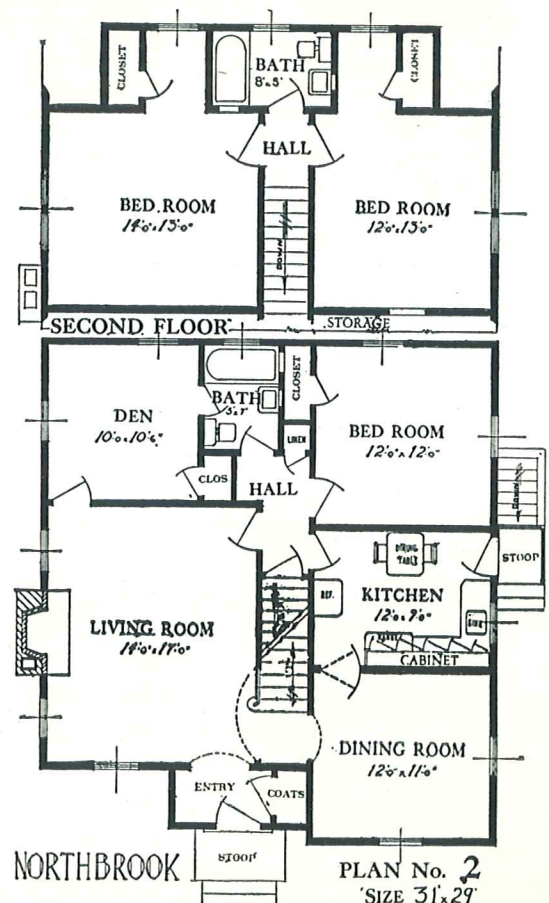 CLOSET
BATH
8'x5'
CLOSET
HALL
BED ROOM
14'-0"x13'-0"
BED ROOM
12'-0"x13'-0"
DOWN
SECOND FLOOR
STORAGE
DEN
10'-0"x10'-6"
BATH
5'x7'
CLOSET
LINEN
CLOS
HALL
BED ROOM
12'-0"x12'-0"
DOWN
STOOP
DINING
TABLE
REF.
KITCHEN
12'-0"x9'-0"
SINK
CABINET
DOWN
UP
LIVING ROOM
14'-0"x17'-0"
DINING ROOM
12'-0"x11'-0"
ENTRY
COATS
STOOP
NORTHBROOK
PLAN No. 2
SIZE 31'x29'